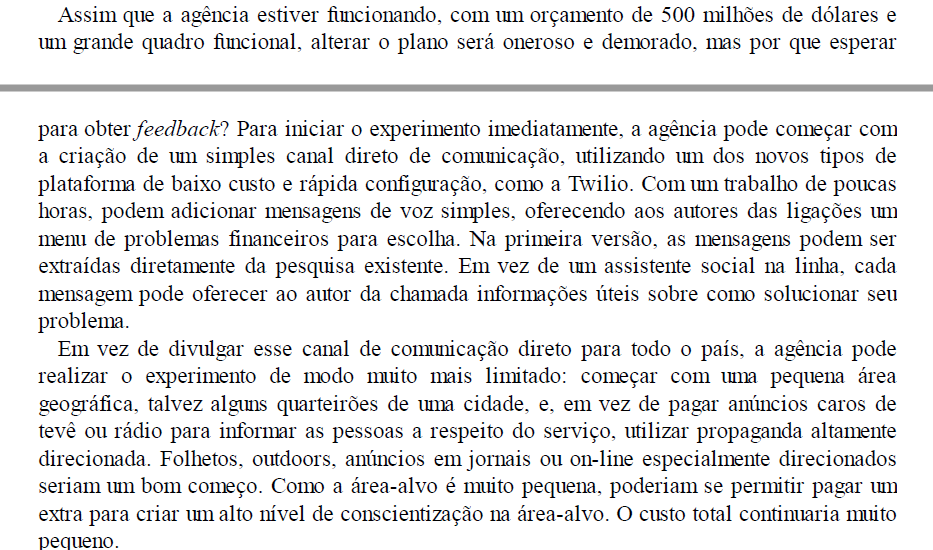 Assim que a agência estiver funcionando, com um orçamento de 500 milhões de dólares e
um grande quadro funcional, alterar o plano será oneroso e demorado, mas por que esperar
para obter feedback? Para iniciar o experimento imediatamente, a agência pode começar com
a criação de um simples canal direto de comunicação, utilizando um dos novos tipos de
plataforma de baixo custo e rápida configuração, como a Twilio. Com um trabalho de poucas
horas, podem adicionar mensagens de voz simples, oferecendo aos autores das ligações um
menu de problemas financeiros para escolha. Na primeira versão, as mensagens podem ser
extraídas diretamente da pesquisa existente. Em vez de um assistente social na linha, cada
mensagem pode oferecer ao autor da chamada informações úteis sobre como solucionar seu
problema.
Em vez de divulgar esse canal de comunicação direto para todo o país, a agência pode
realizar o experimento de modo muito mais limitado: começar com uma pequena área
geográfica, talvez alguns quarteirões de uma cidade, e, em vez de pagar anúncios caros de
tevê ou rádio para informar as pessoas a respeito do serviço, utilizar propaganda altamente
direcionada. Folhetos, outdoors, anúncios em jornais ou on-line especialmente direcionados
seriam um bom começo. Como a área-alvo é muito pequena, poderiam se permitir pagar um
extra para criar um alto nível de conscientização na área-alvo. O custo total continuaria muito
pequeno.